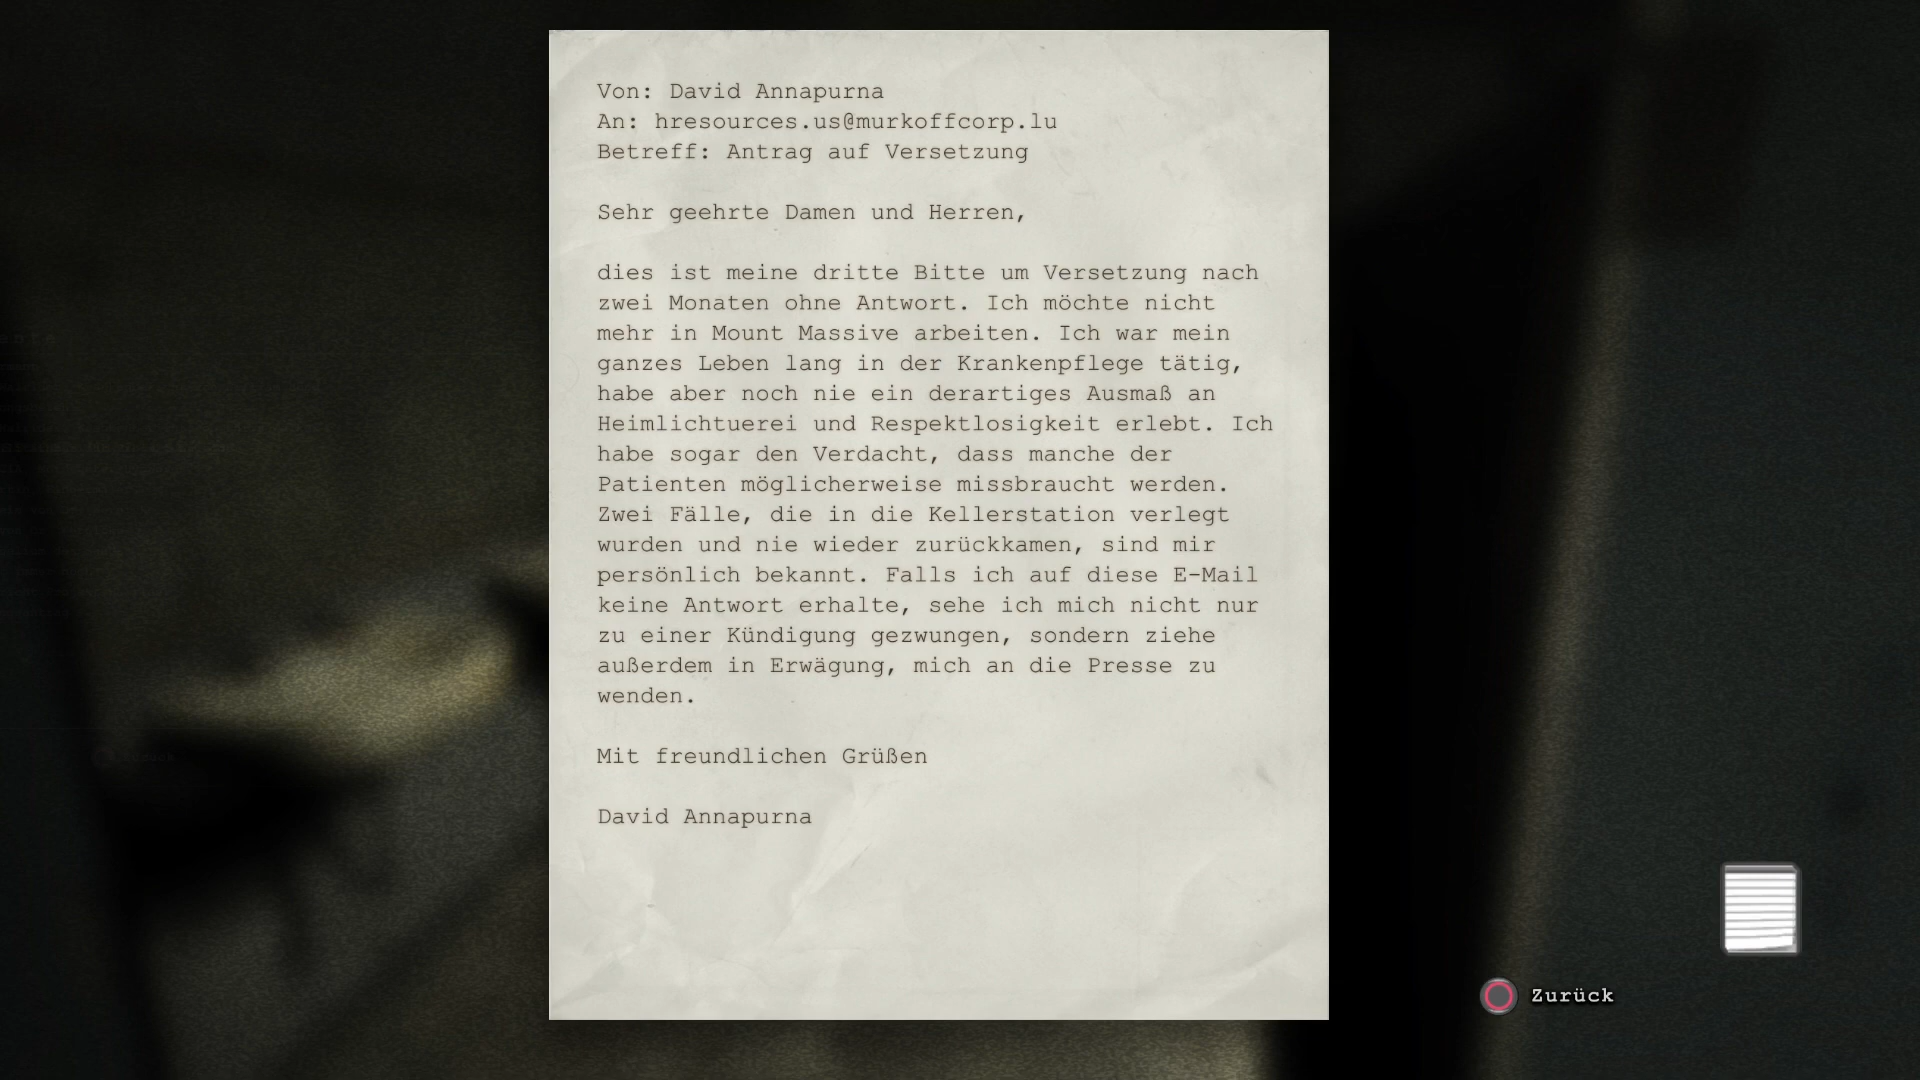 Von: David Annapurna
An: hresources.us@murkoffcorp.lu
Betreff: Antrag auf Versetzung
Sehr geehrte Damen und Herren,
dies ist meine dritte Bitte um Versetzung nach
zwei Monaten ohne Antwort. Ich möchte nicht
mehr in Mount Massive arbeiten. Ich war mein
ganzes Leben lang in der Krankenpflege tätig,
habe aber noch nie ein derartiges Ausmaß an
Heimlichtuerei und Respektlosigkeit erlebt. Ich
habe sogar den Verdacht, dass manche der
Patienten möglicherweise missbraucht werden.
Zwei Fälle, die in die Kellerstation verlegt
wurden und nie wieder zurückkamen, sind mir
persönlich bekannt. Falls ich auf diese E-Mail
keine Antwort erhalte, sehe ich mich nicht nur
zu einer Kündigung gezwungen, sondern ziehe
außerdem in Erwägung, mich an die Presse zu
wenden.
Mit freundlichen Grüßen
David Annapurna
Zurück